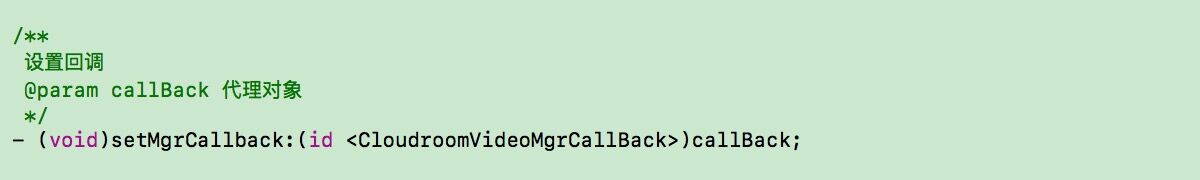 /**
设置回调
@param callBack 代理对象
*/
- (void)setMgrCallback:(id <CloudroomVideoMgrCallBack>)callBack;